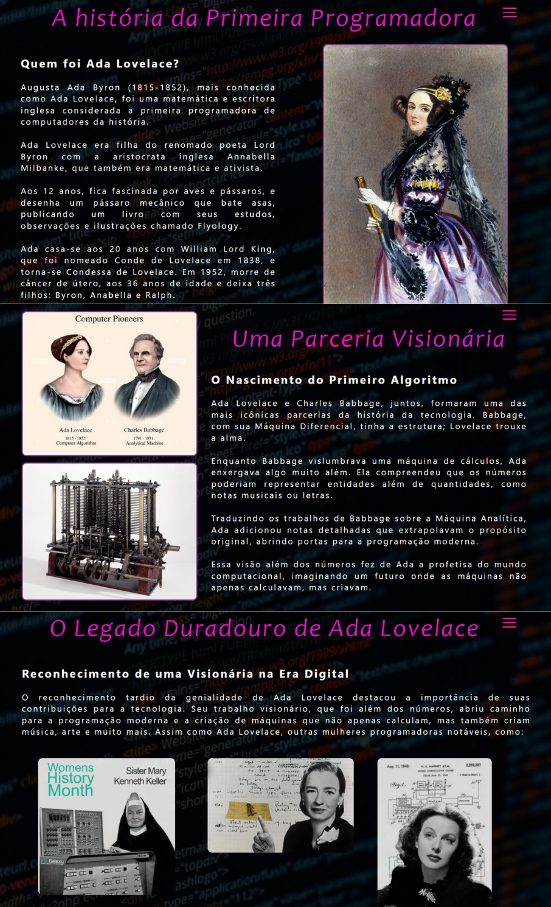 A história da Primeira Programadora
Quem foi Ada Lovelace?
Augusta Ada Byron (1815-1852), mais conhecida
como Ada Lovelace, foi uma matemática e escritora
inglesa considerada a primeira programadora de
computadores da história.
Ada Lovelace era filha do renomado poeta Lord
Byron com a aristocrata inglesa Annabella
Milbanke, que também era matemática e ativista.
Aos 12 anos, fica fascinada por aves e pássaros, e
desenha um pássaro mecânico que bate asas,
publicando um livro com seus estudos,
observações e ilustrações chamado Flyology.
Ada casa-se aos 20 anos com William Lord King,
que foi nomeado Conde de Lovelace em 1838, e
torna-se Condessa de Lovelace. Em 1952, morre de
câncer de útero, aos 36 anos de idade e deixa três
filhos: Byron, Anabella e Ralph.
Computer Pioneers
Ada Lovelace
1815 - 1852
Computer Algorithm
Charles Babbage
1791 - 1871
Analytical Machine
Uma Parceria Visionária
O Nascimento do Primeiro Algoritmo
Ada Lovelace e Charles Babbage, juntos, formaram uma das
mais icônicas parcerias da história da tecnologia. Babbage,
com sua Máquina Diferencial, tinha a estrutura; Lovelace trouxe
a alma.
Enquanto Babbage vislumbrava uma máquina de cálculos, Ada
enxergava algo muito além. Ela compreendeu que os números
poderiam representar entidades além de quantidades, como
notas musicais ou letras.
Traduzindo os trabalhos de Babbage sobre a Máquina Analítica,
Ada adicionou notas detalhadas que extrapolavam o propósito
original, abrindo portas para a programação moderna.
Essa visão além dos números fez de Ada a profetisa do mundo
computacional, imaginando um futuro onde as máquinas não
apenas calculavam, mas criavam.
O Legado Duradouro de Ada Lovelace
Reconhecimento de uma Visionária na Era Digital
O reconhecimento tardio da genialidade de Ada Lovelace destacou a importância de suas
contribuições para a tecnologia. Seu trabalho visionário, que foi além dos números, abriu caminho
para a programação moderna e a criação de máquinas que não apenas calculam, mas também criam
música, arte e muito mais. Assim como Ada Lovelace, outras mulheres programadoras notáveis, como:
Womens
History
Month
Sister Mary
Kenneth Keller
Aug. 11, 1942.